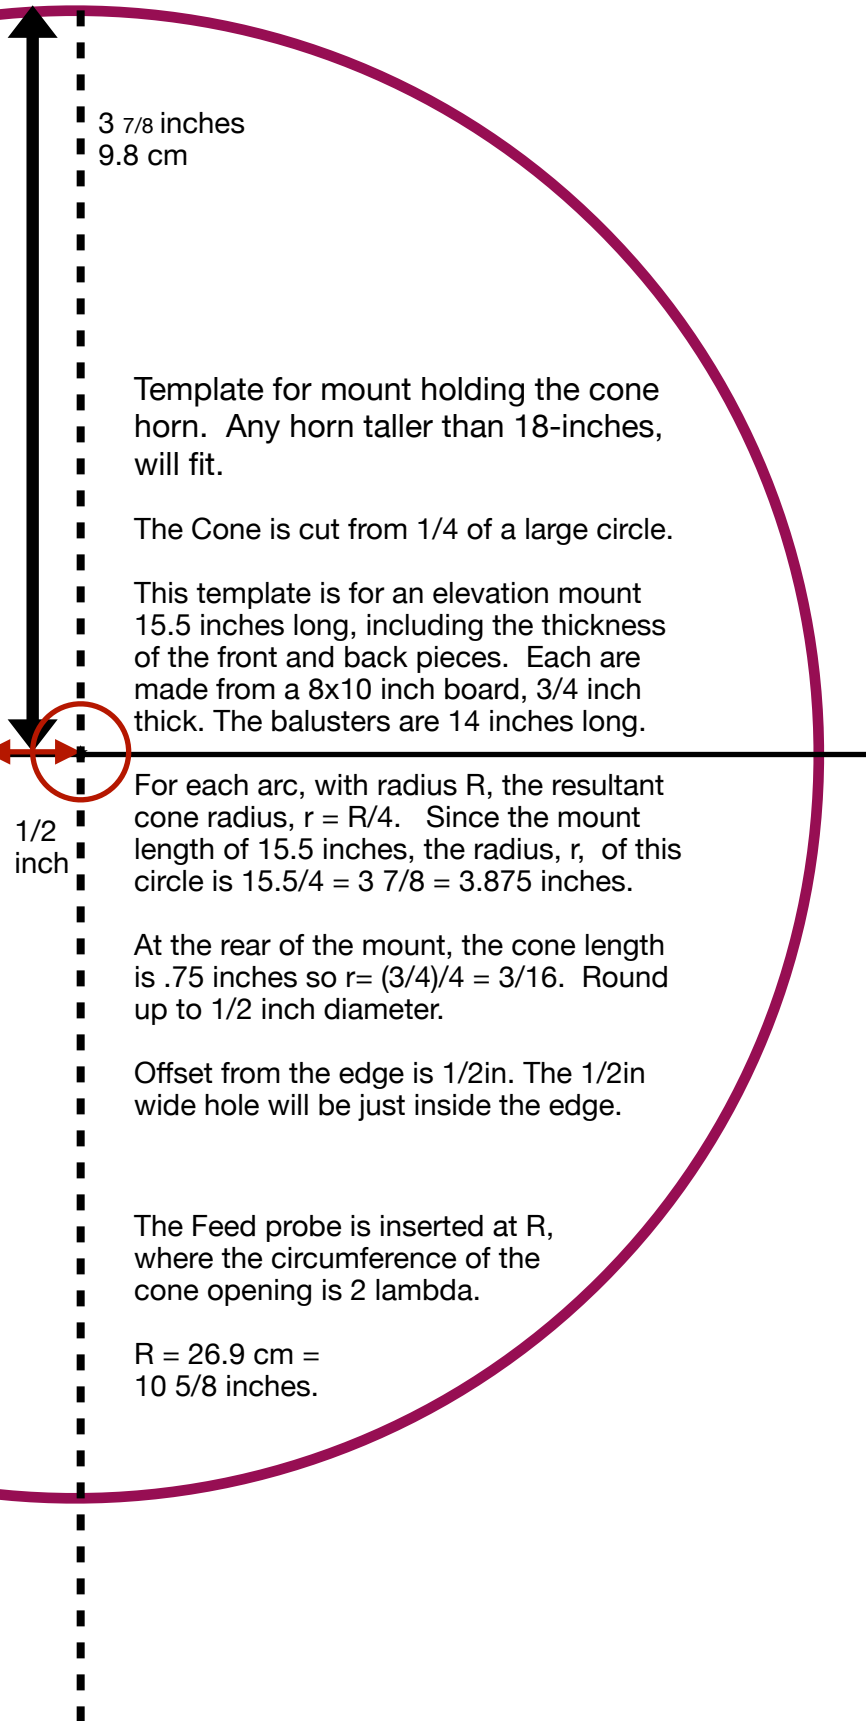 3 7/8 inches
9.8 cm
Template for mount holding the cone
horn.  Any horn taller than 18-inches,
will fit.
The Cone is cut from 1/4 of a large circle.
This template is for an elevation mount
15.5 inches long, including the thickness
of the front and back pieces.  Each are
made from a 8x10 inch board, 3/4 inch
thick. The balusters are 14 inches long.
For each arc, with radius R, the resultant
cone radius, r = R/4.   Since the mount
length of 15.5 inches, the radius, r,  of this
circle is 15.5/4 = 3 7/8 = 3.875 inches.
1/2
inch
At the rear of the mount, the cone length
is .75 inches so r= (3/4)/4 = 3/16.  Round
up to 1/2 inch diameter.
Offset from the edge is 1/2in. The 1/2in
wide hole will be just inside the edge.
The Feed probe is inserted at R,
where the circumference of the
cone opening is 2 lambda.
R = 26.9 cm =
10 5/8 inches.